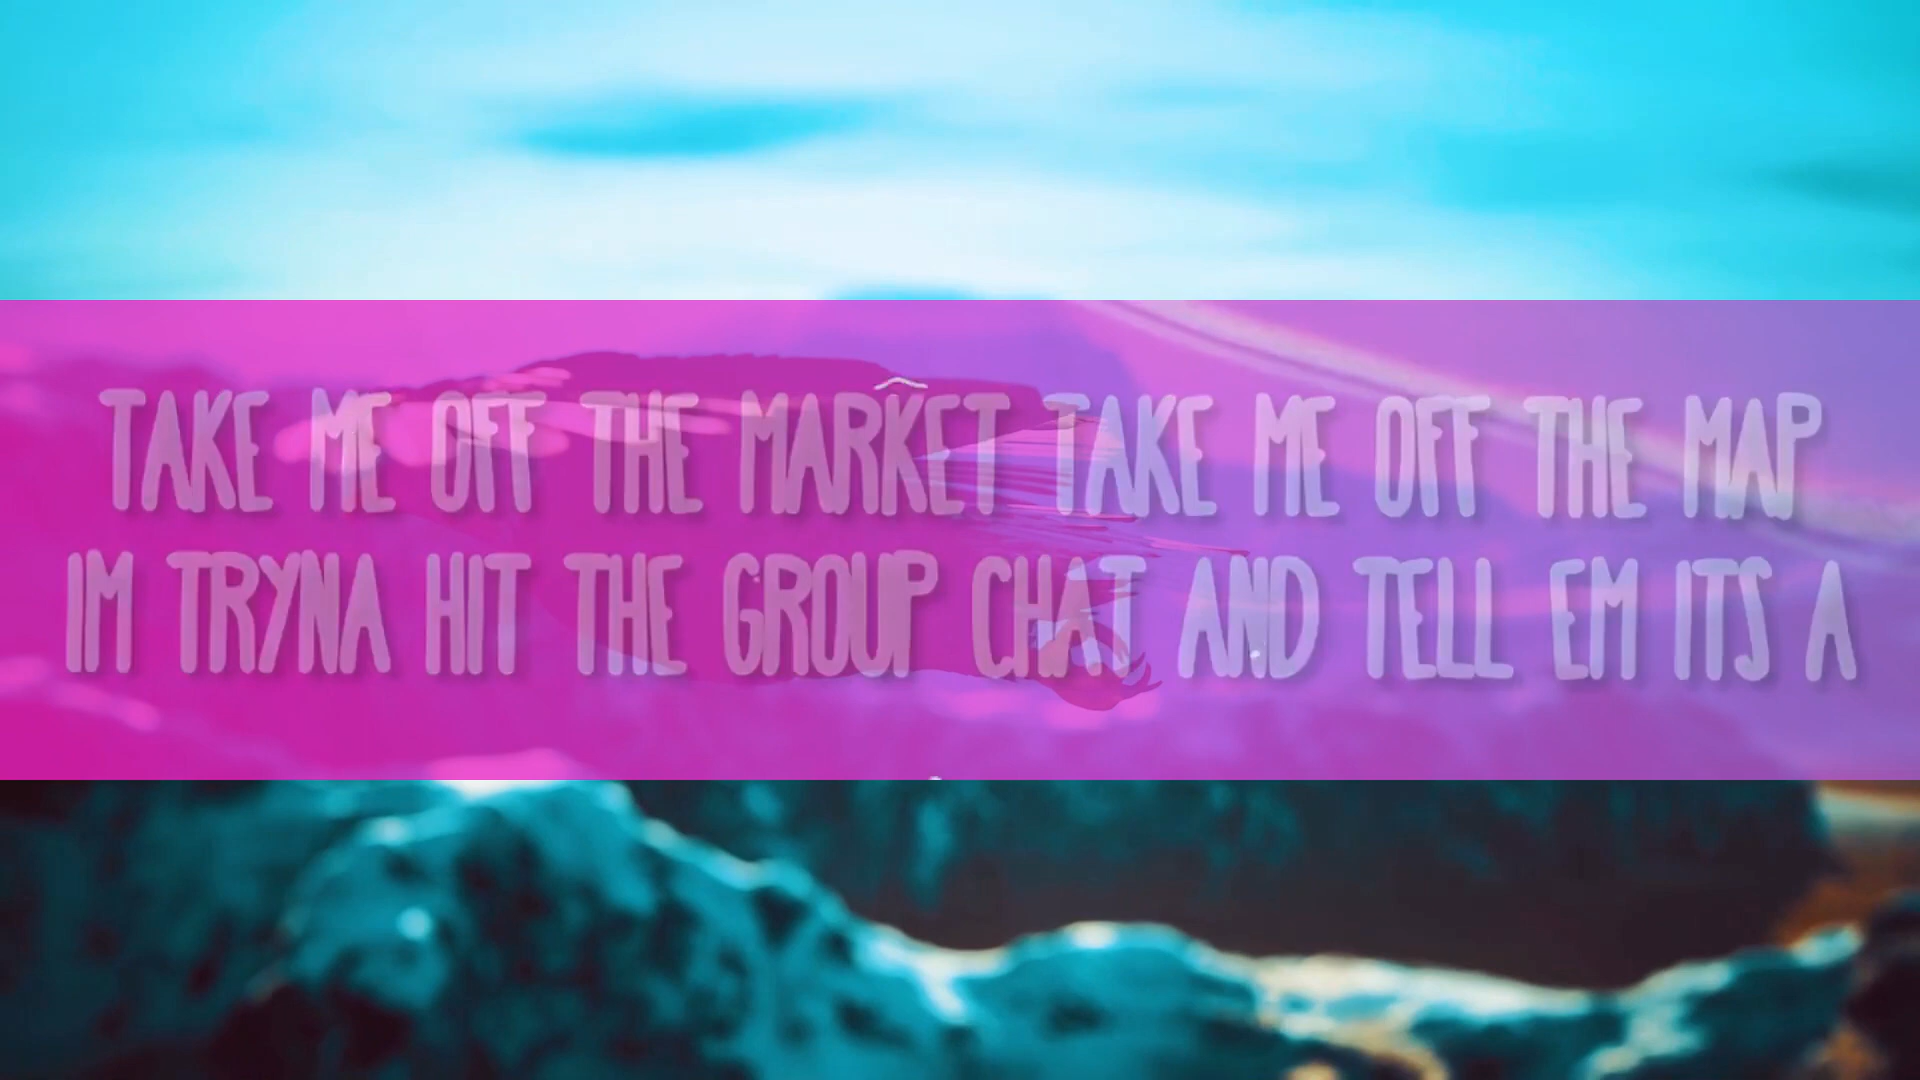 TAKE ME OFF THE MARKET TAKE ME OFF THE MAP
IM TRYNA HIT THE GROUP CHAT AND TELL EM ITS A